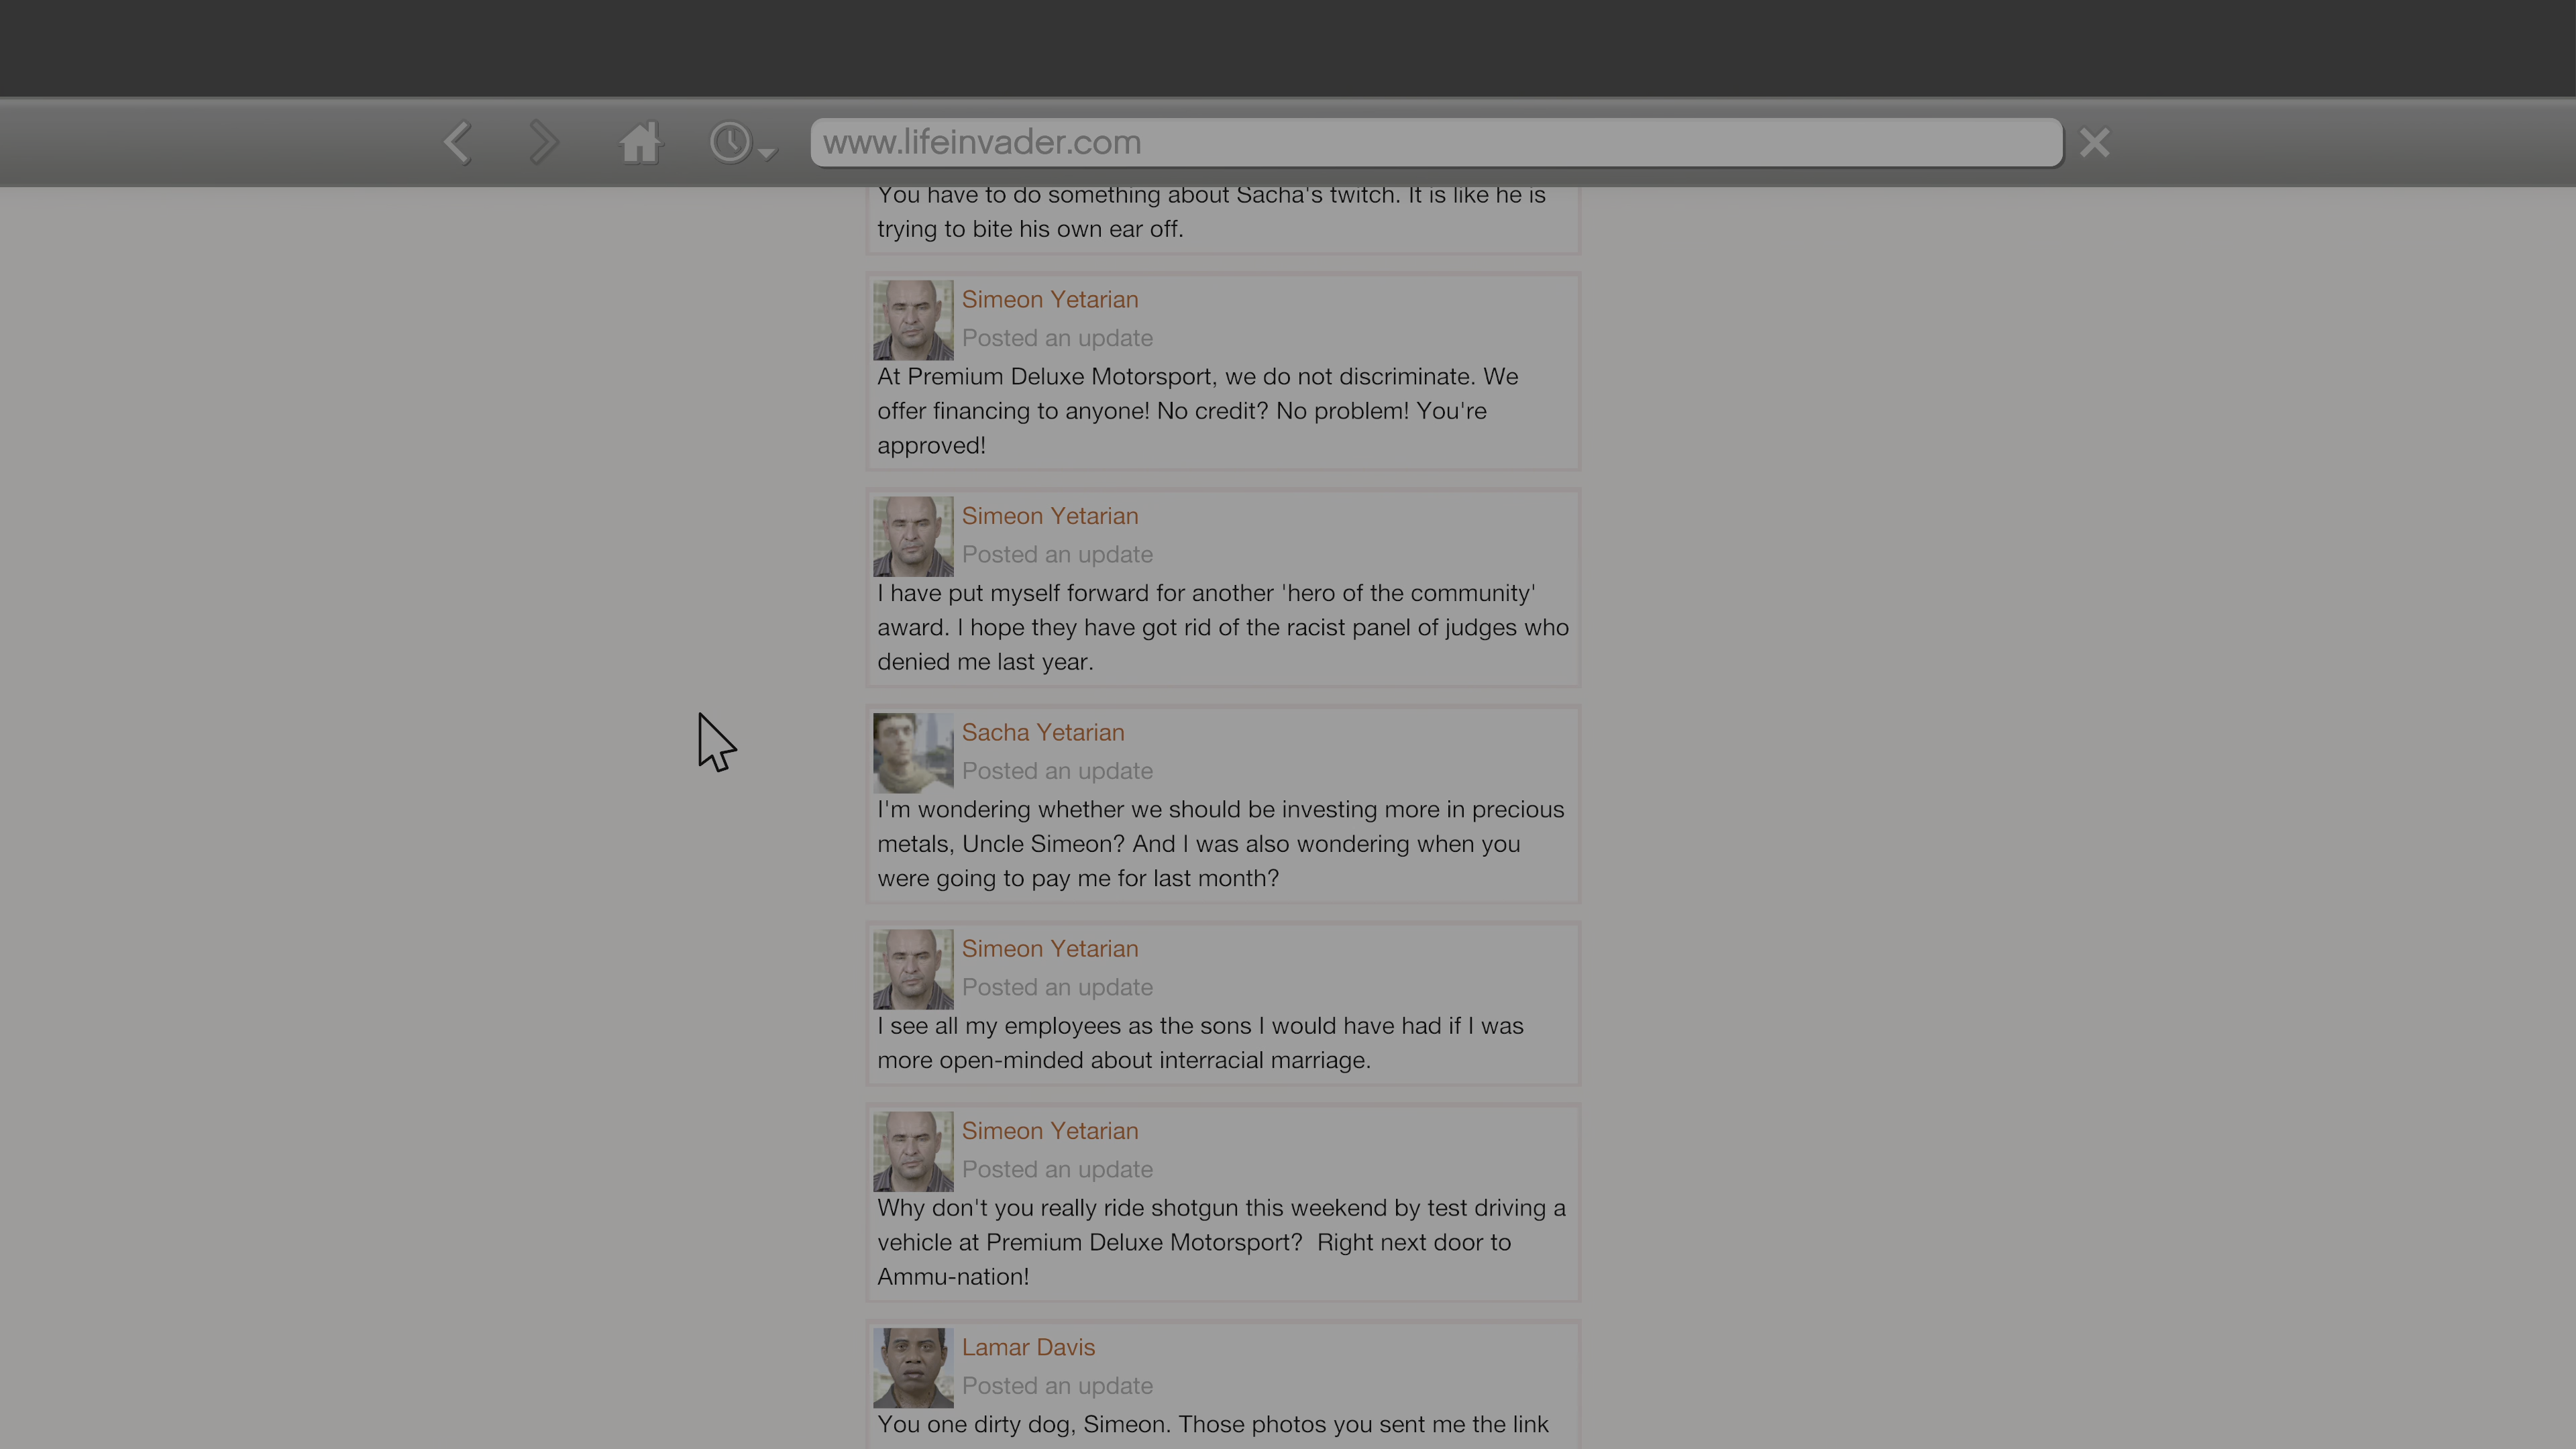 www.lifeinvader.com
You have to do something about Sacha's twitch. It is like he is
trying to bite his own ear off.
Simeon Yetarian
Posted an update
At Premium Deluxe Motorsport, we do not discriminate. We
offer financing to anyone! No credit? No problem! You're
approved!
Simeon Yetarian
Posted an update
I have put myself forward for another 'hero of the community'
award. I hope they have got rid of the racist panel of judges who
denied me last year.
Sacha Yetarian
Posted an update
I'm wondering whether we should be investing more in precious
metals, Uncle Simeon? And I was also wondering when you
were going to pay me for last month?
Simeon Yetarian
Posted an update
I see all my employees as the sons I would have had if I was
more open-minded about interracial marriage.
Simeon Yetarian
Posted an update
Why don't you really ride shotgun this weekend by test driving a
vehicle at Premium Deluxe Motorsport?  Right next door to
Ammu-nation!
Lamar Davis
Posted an update
You one dirty dog, Simeon. Those photos you sent me the link